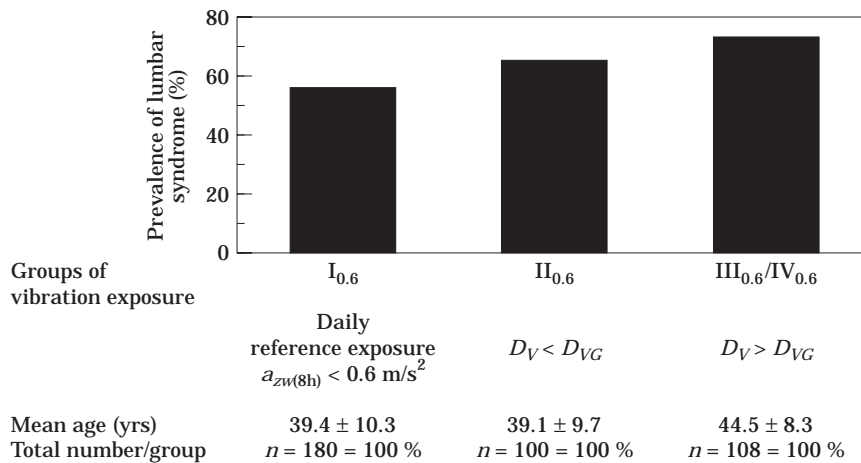 Prevalence of lumbar
syndrome (%)
80
60
40
20
0
Groups of
vibration exposure
I0.6
II0.6
III0.6/IV0.6
Daily
reference exposure
azw(8h) < 0.6 m/s2
DV < DVG
DV > DVG
Mean age (yrs) 39.4 ± 10.3 39.1 ± 9.7 44.5 ± 8.3
Total number/group n = 180 = 100 % n = 100 = 100 % n = 108 = 100 %